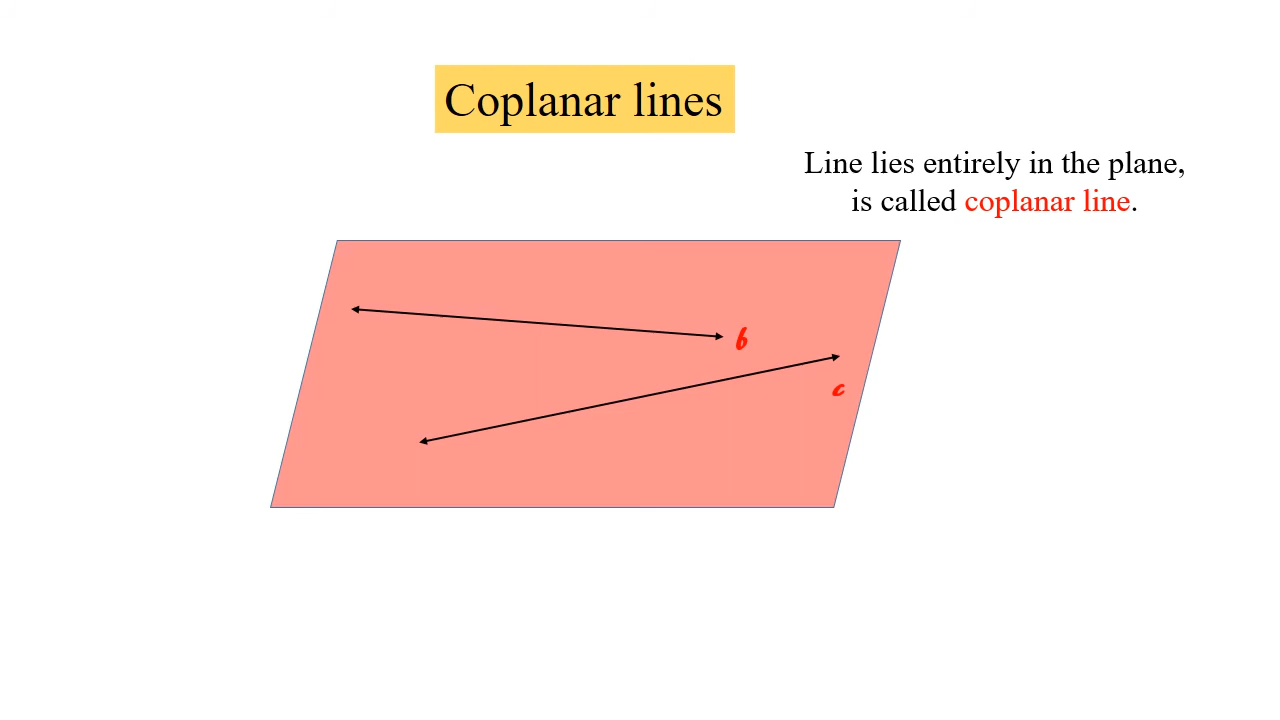 Coplanar lines
Line lies entirely in the plane,
is called coplanar line.
b
c